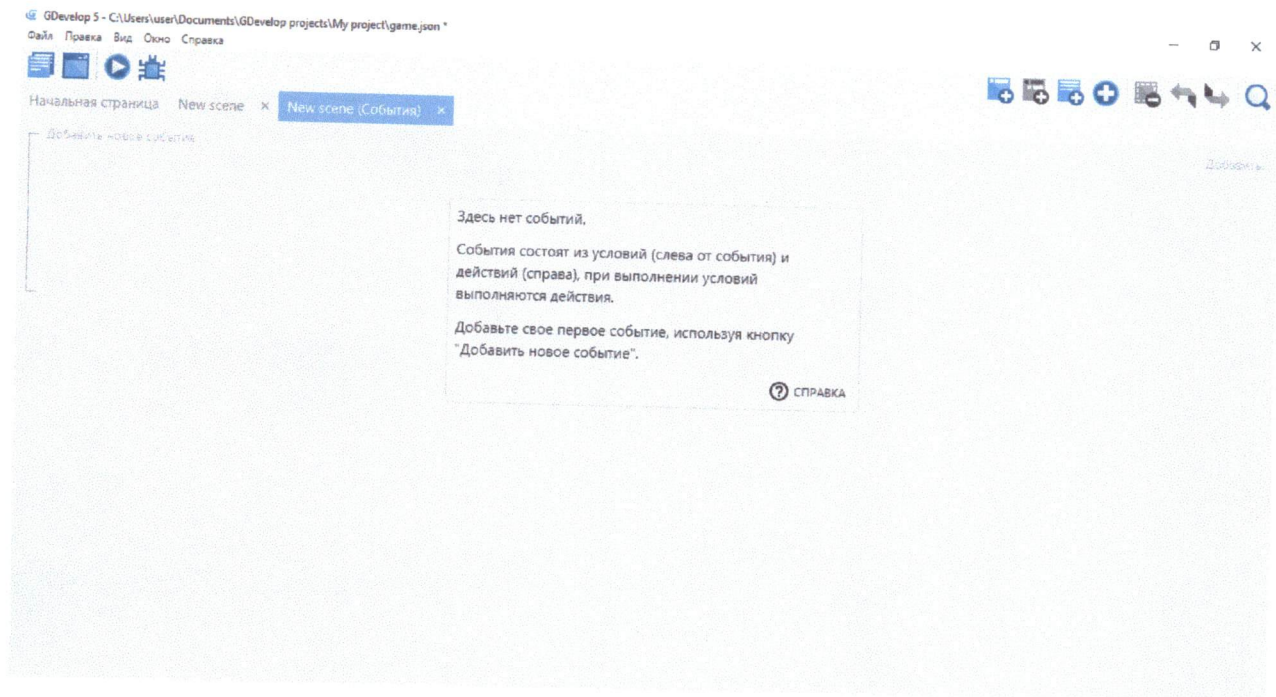 GDevelop 5 - C:\Users\user\Documents\GDevelop projects\My project\game.json *
Файл Правка Вид Окно Справка
Начальная страница New scene × New scene (События) ×
Добавить новое событие
Добавить
Здесь нет событий.
События состоят из условий (слева от события) и
действий (справа), при выполнении условий
выполняются действия.
Добавьте свое первое событие, используя кнопку
"Добавить новое событие".
СПРАВКА